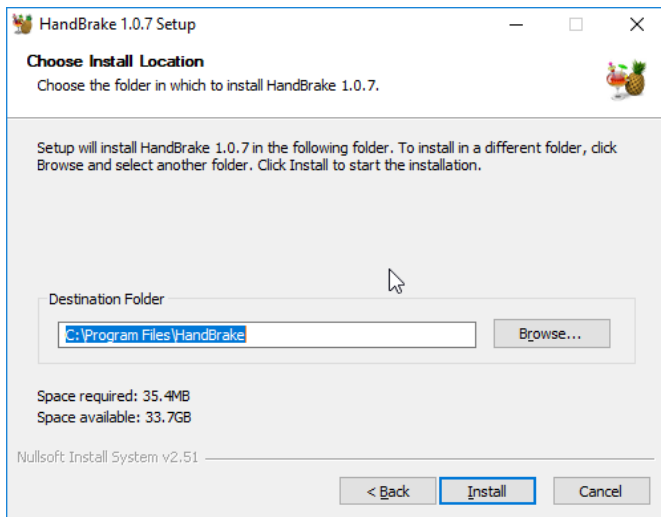 HandBrake 1.0.7 Setup
Choose Install Location
Choose the folder in which to install HandBrake 1.0.7.
Setup will install HandBrake 1.0.7 in the following folder. To install in a different folder, click
Browse and select another folder. Click Install to start the installation.
Destination Folder
C:\Program Files\HandBrake
Browse...
Space required: 35.4MB
Space available: 33.7GB
Nullsoft Install System v2.51
< Back
Install
Cancel